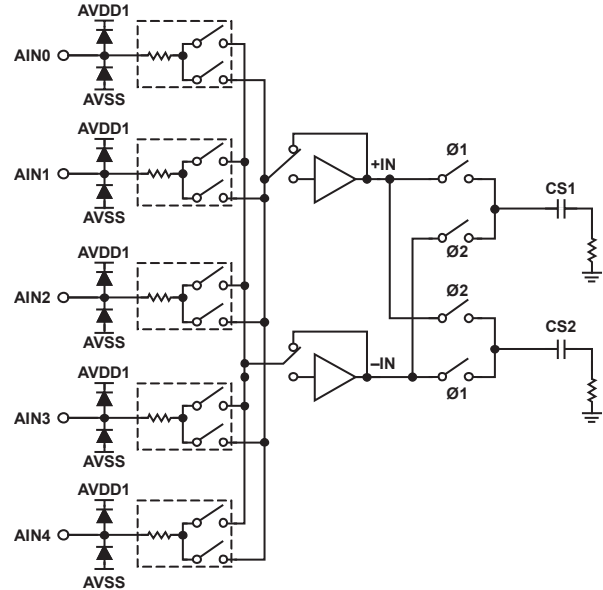 AVDD1
AIN0
AVSS
AVDD1
AIN1
AVSS
+IN
Ø1
CS1
Ø2
AVDD1
AIN2
AVSS
Ø2
CS2
AVDD1
–IN
Ø1
AIN3
AVSS
AVDD1
AIN4
AVSS